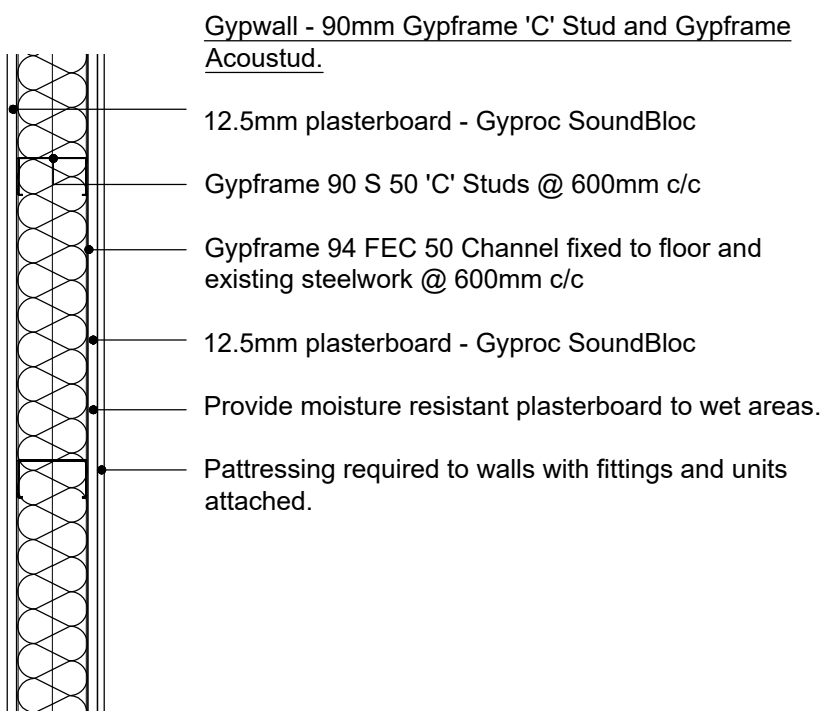 Gypwall - 90mm Gypframe 'C' Stud and Gypframe
Acoustud.
12.5mm plasterboard - Gyproc SoundBloc
Gypframe 90 S 50 'C' Studs @ 600mm c/c
Gypframe 94 FEC 50 Channel fixed to floor and
existing steelwork @ 600mm c/c
12.5mm plasterboard - Gyproc SoundBloc
Provide moisture resistant plasterboard to wet areas.
Pattressing required to walls with fittings and units
attached.